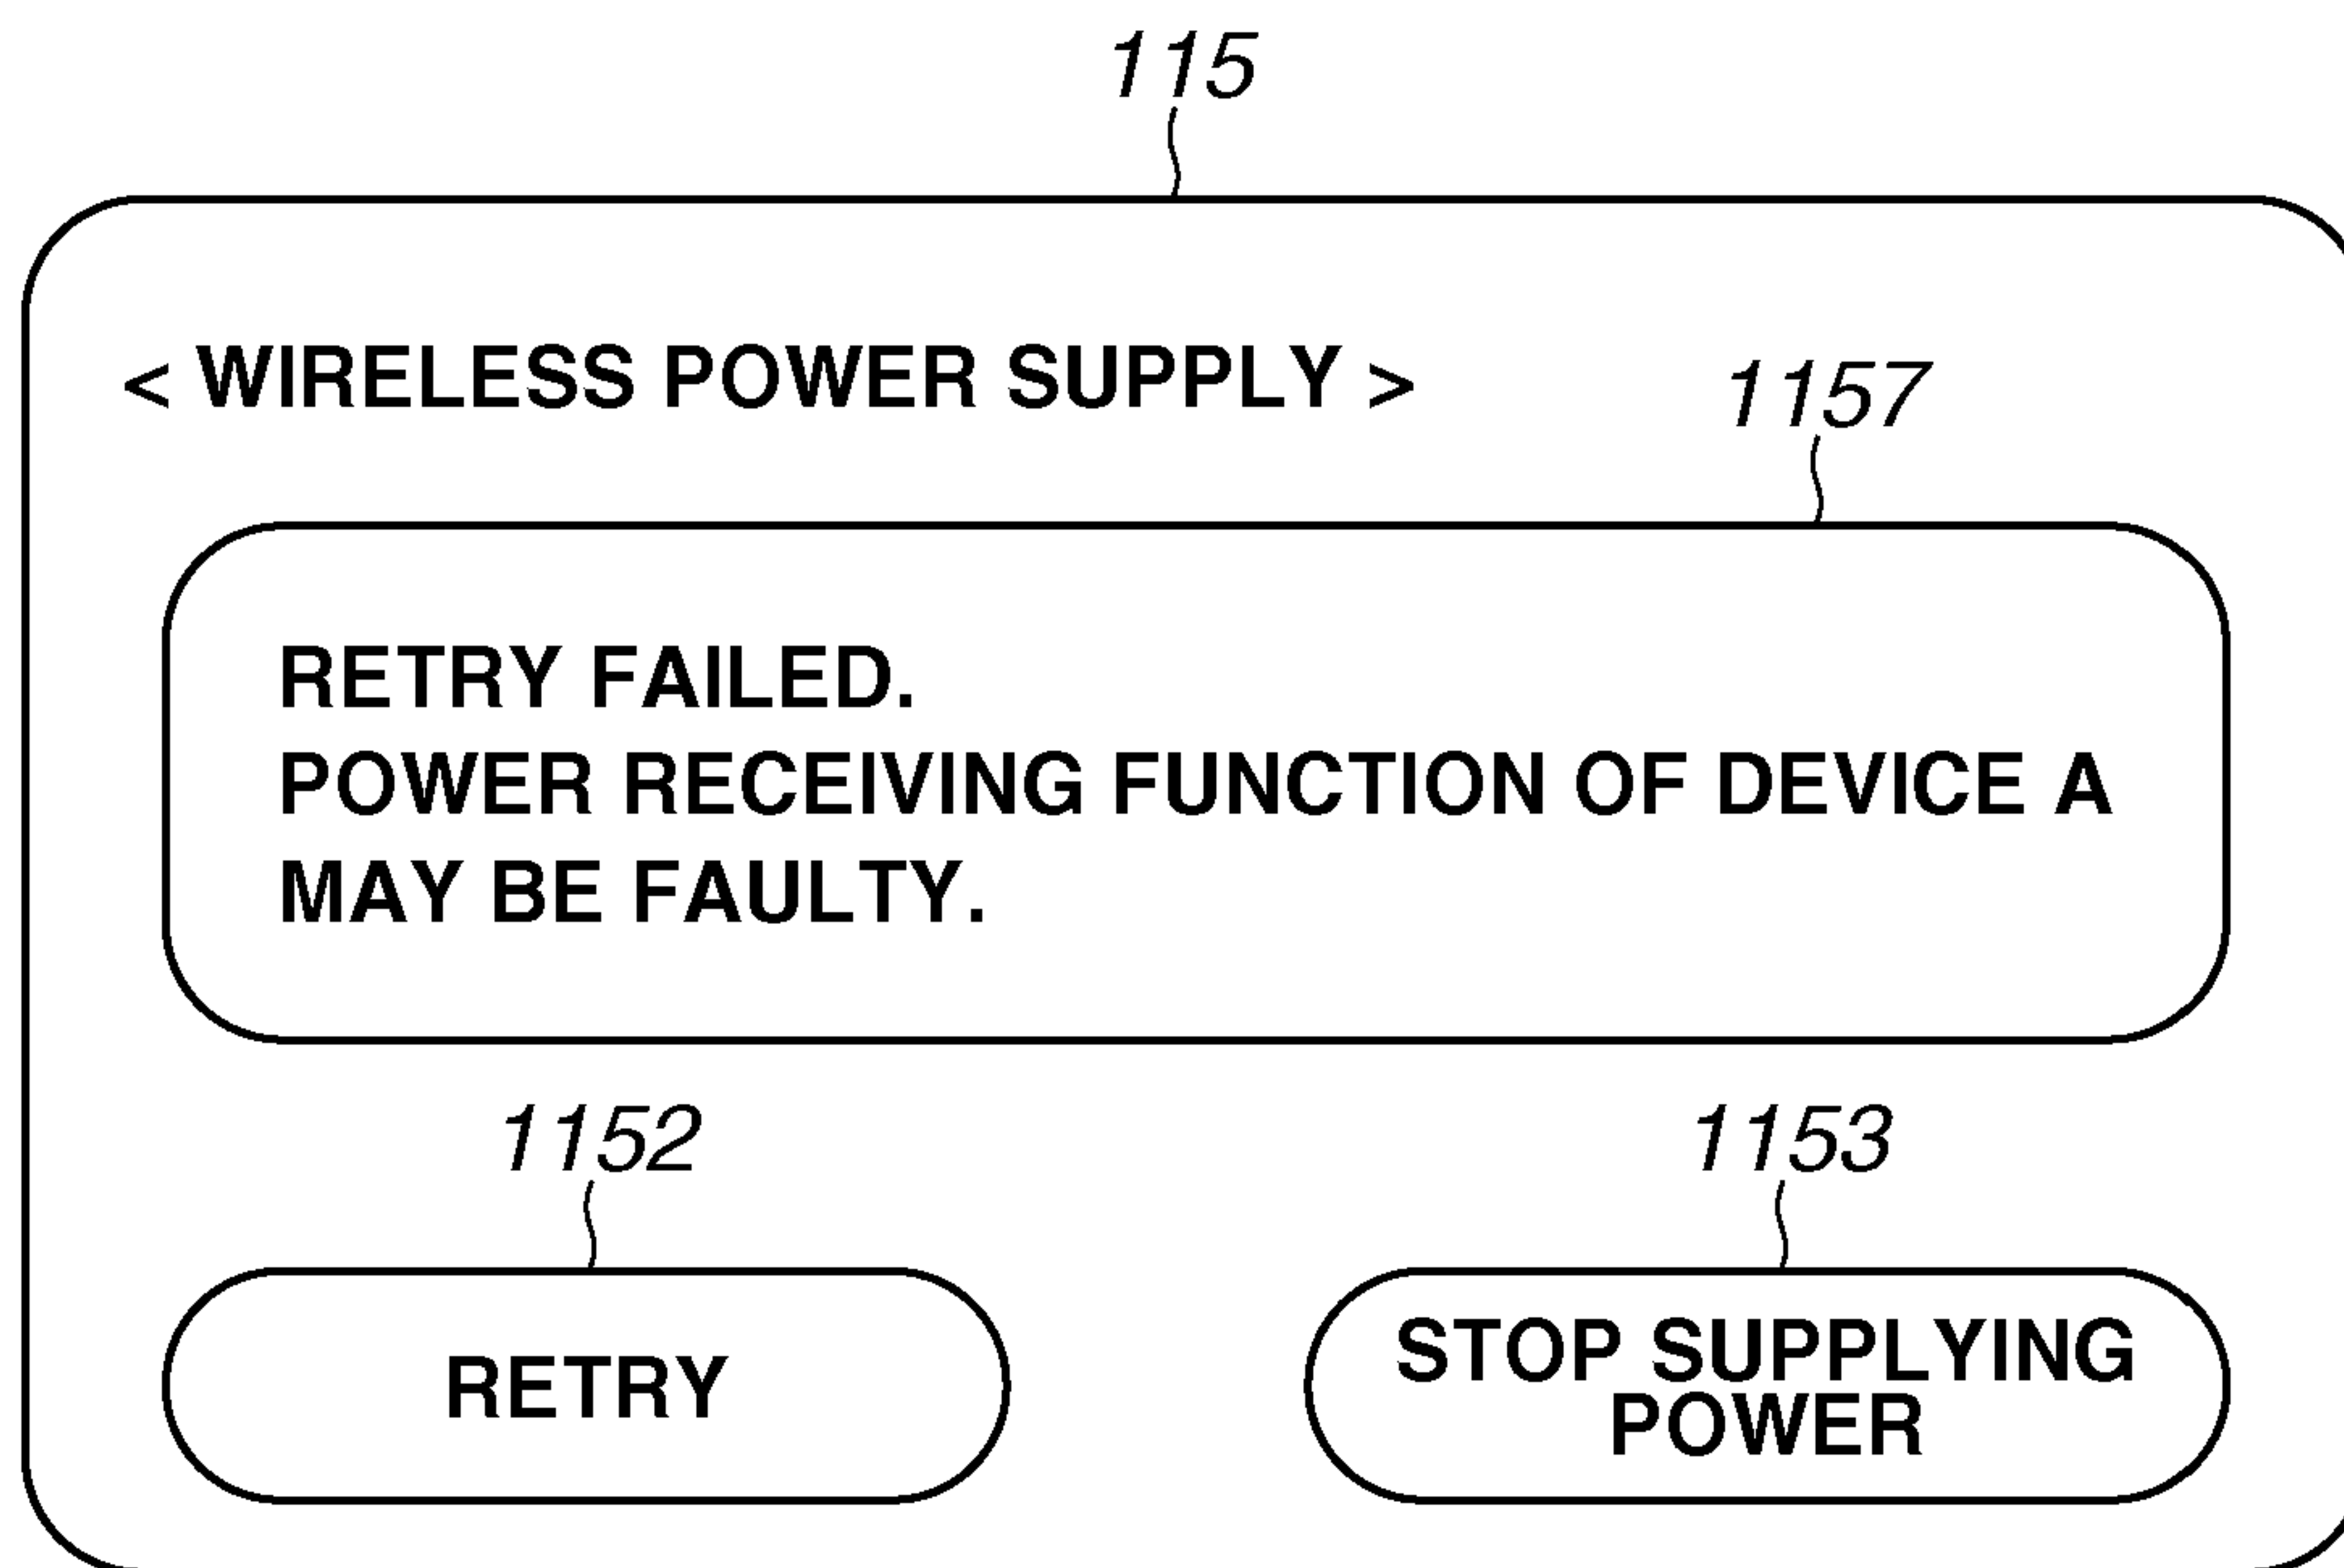 115
< WIRELESS POWER SUPPLY >
1157
RETRY FAILED.
POWER RECEIVING FUNCTION OF DEVICE A
MAY BE FAULTY.
1152
1153
RETRY
STOP SUPPLYING
POWER